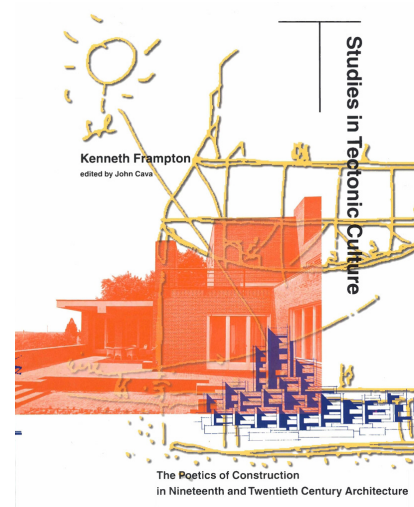 Studies in Tectonic Culture
Kenneth Frampton
edited by John Cava
The Poetics of Construction
in Nineteenth and Twentieth Century Architecture